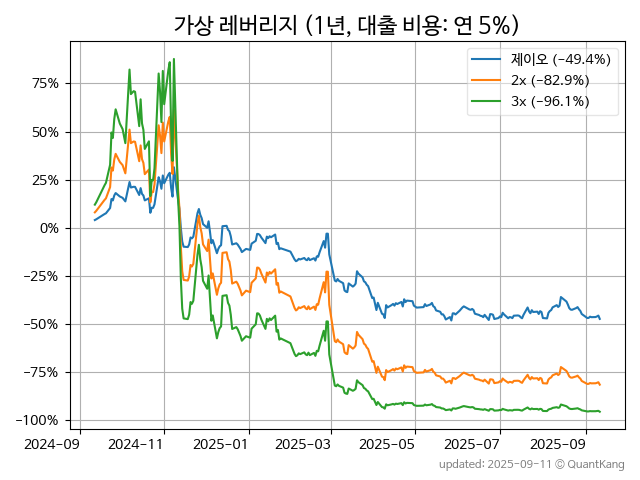 가상 레버리지 (1년, 대출 비용: 연 5%)
제이오 (−49.4%)
2x (−82.9%)
3x (−96.1%)
75%
50%
25%
0%
−25%
−50%
−75%
−100%
2024-09 2024-11 2025-01 2025-03 2025-05 2025-07 2025-09
updated: 2025-09-11 © QuantKang